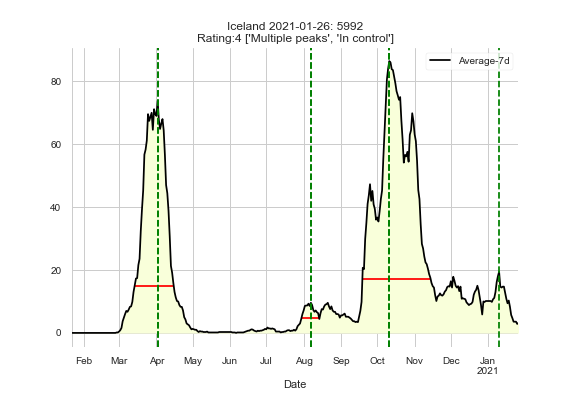 Iceland 2021-01-26: 5992
Rating:4 ['Multiple peaks', 'In control']
Average-7d
80
60
40
20
0
Feb Mar Apr May Jun Jul Aug Sep Oct Nov Dec Jan
2021
Date